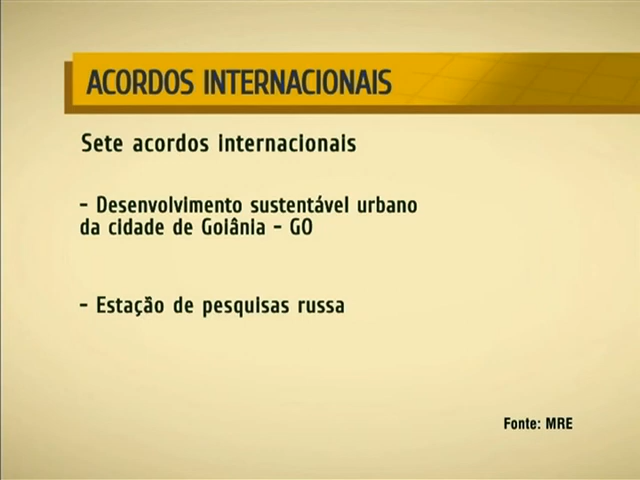 ACORDOS INTERNACIONAIS
Sete acordos internacionais
- Desenvolvimento sustentável urbano
da cidade de Goiânia - GO
- Estação de pesquisas russa
Fonte: MRE